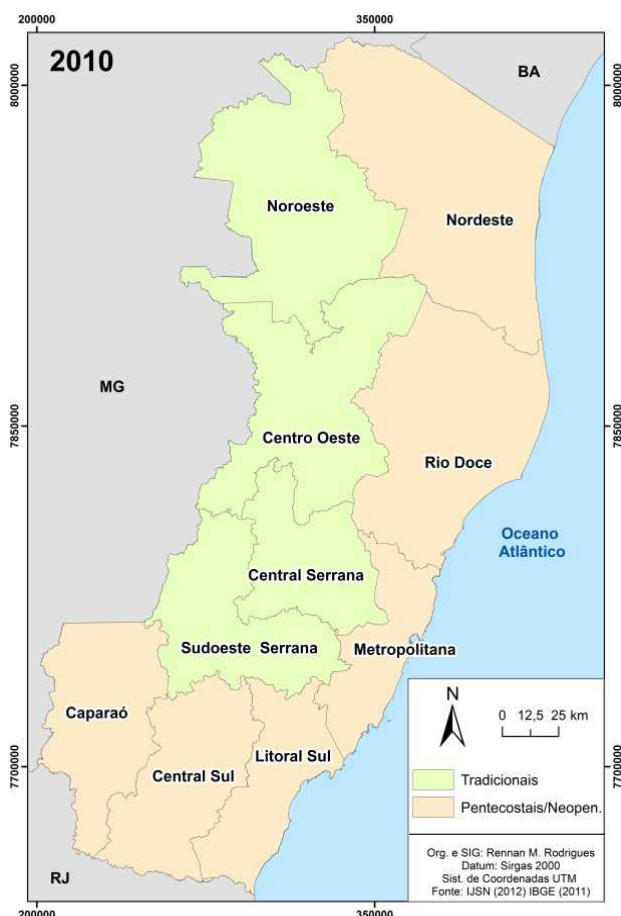 200000
350000
2010
8000000
8000000
BA
Noroeste
Nordeste
MG
7850000
7850000
Centro Oeste
Rio Doce
Oceano
Atlântico
Central Serrana
Sudoeste Serrana
Metropolitana
Caparaó
Central Sul
Litoral Sul
N
0 12,5 25 km
7700000
7700000
Tradicionais
Pentecostais/Neopen.
Org. e SIG: Rennan M. Rodrigues
Datum: Sirgas 2000
Sist. de Coordenadas UTM
Fonte: IJSN (2012) IBGE (2011)
RJ
200000
350000